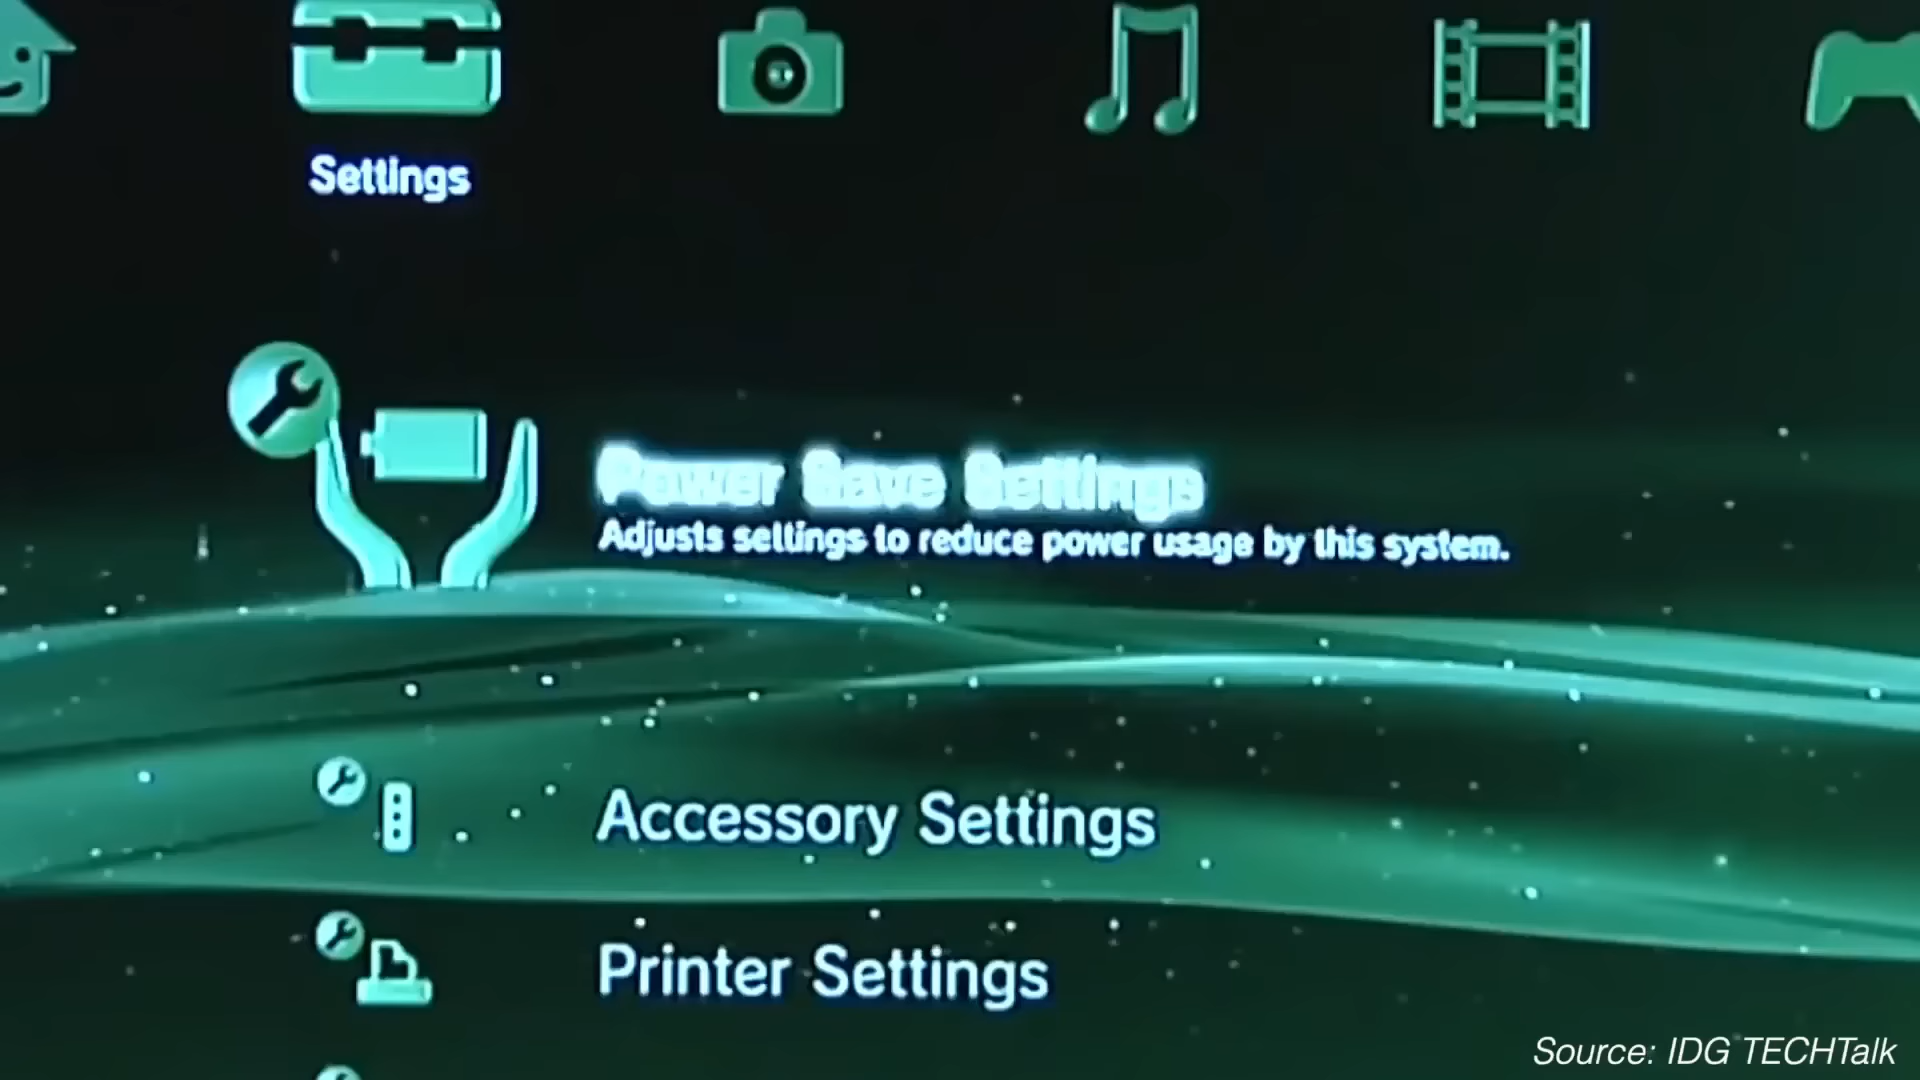 Settings
Power Save Settings
Adjusts settings to reduce power usage by this system.
Accessory Settings
Printer Settings
Source: IDG TECHTalk